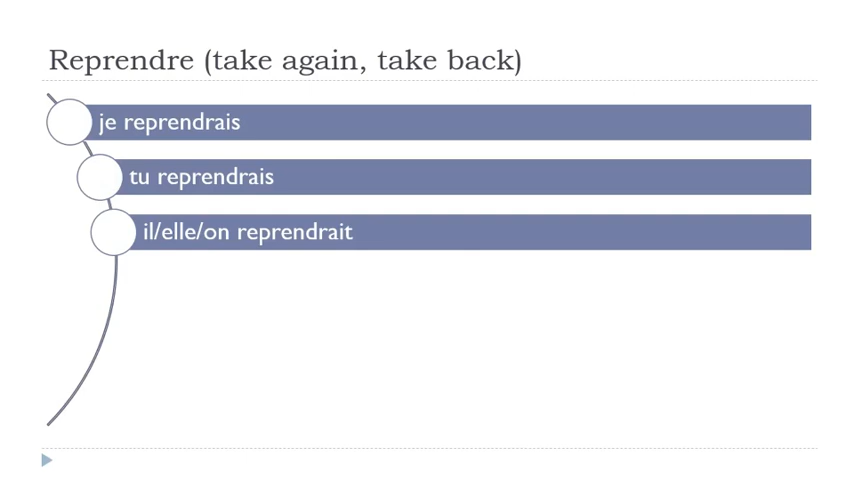 Reprendre (take again, take back)
je reprendrais
tu reprendrais
il/elle/on reprendrait